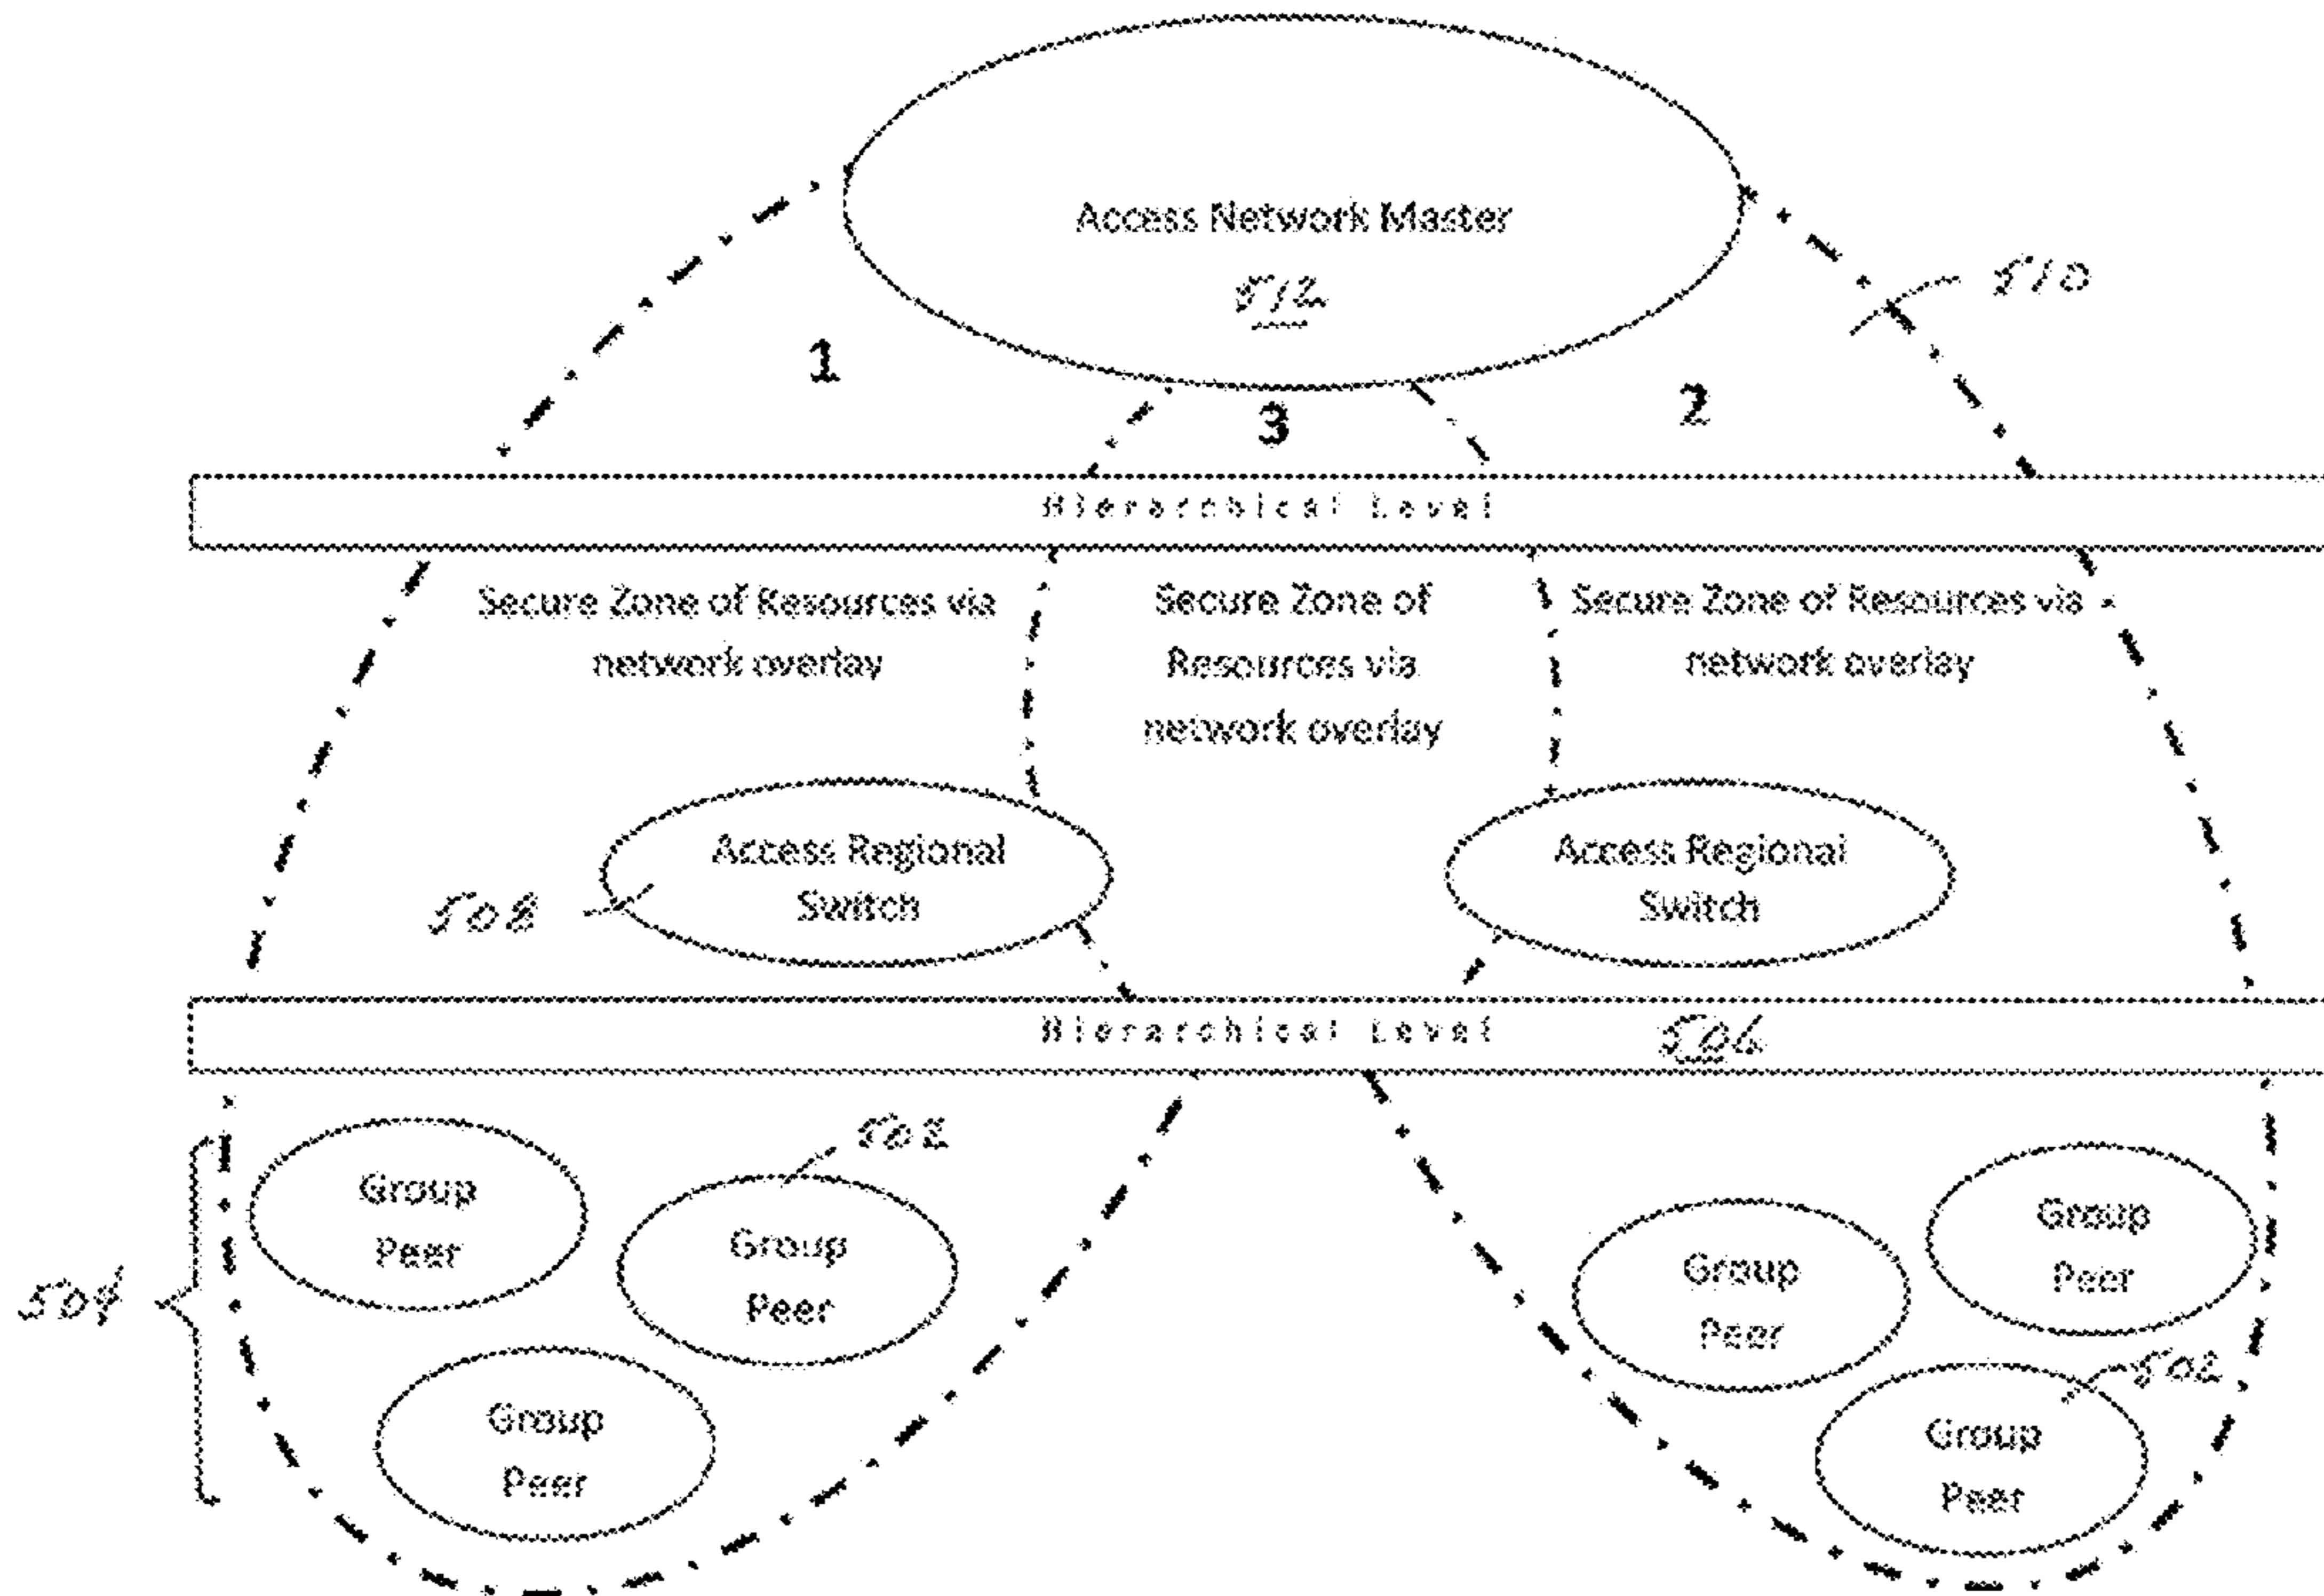 Access Network Master
512
510
1
3
2
Hierarchical Level
Secure Zone of Resources via
network overlay
Secure Zone of
Resources via
network overlay
Secure Zone of Resources via
network overlay
Access Regional
Switch
508
Access Regional
Switch
Hierarchical Level 506
502
504
Group
Peer
Group
Peer
Group
Peer
Group
Peer
Group
Peer
502
Group
Peer